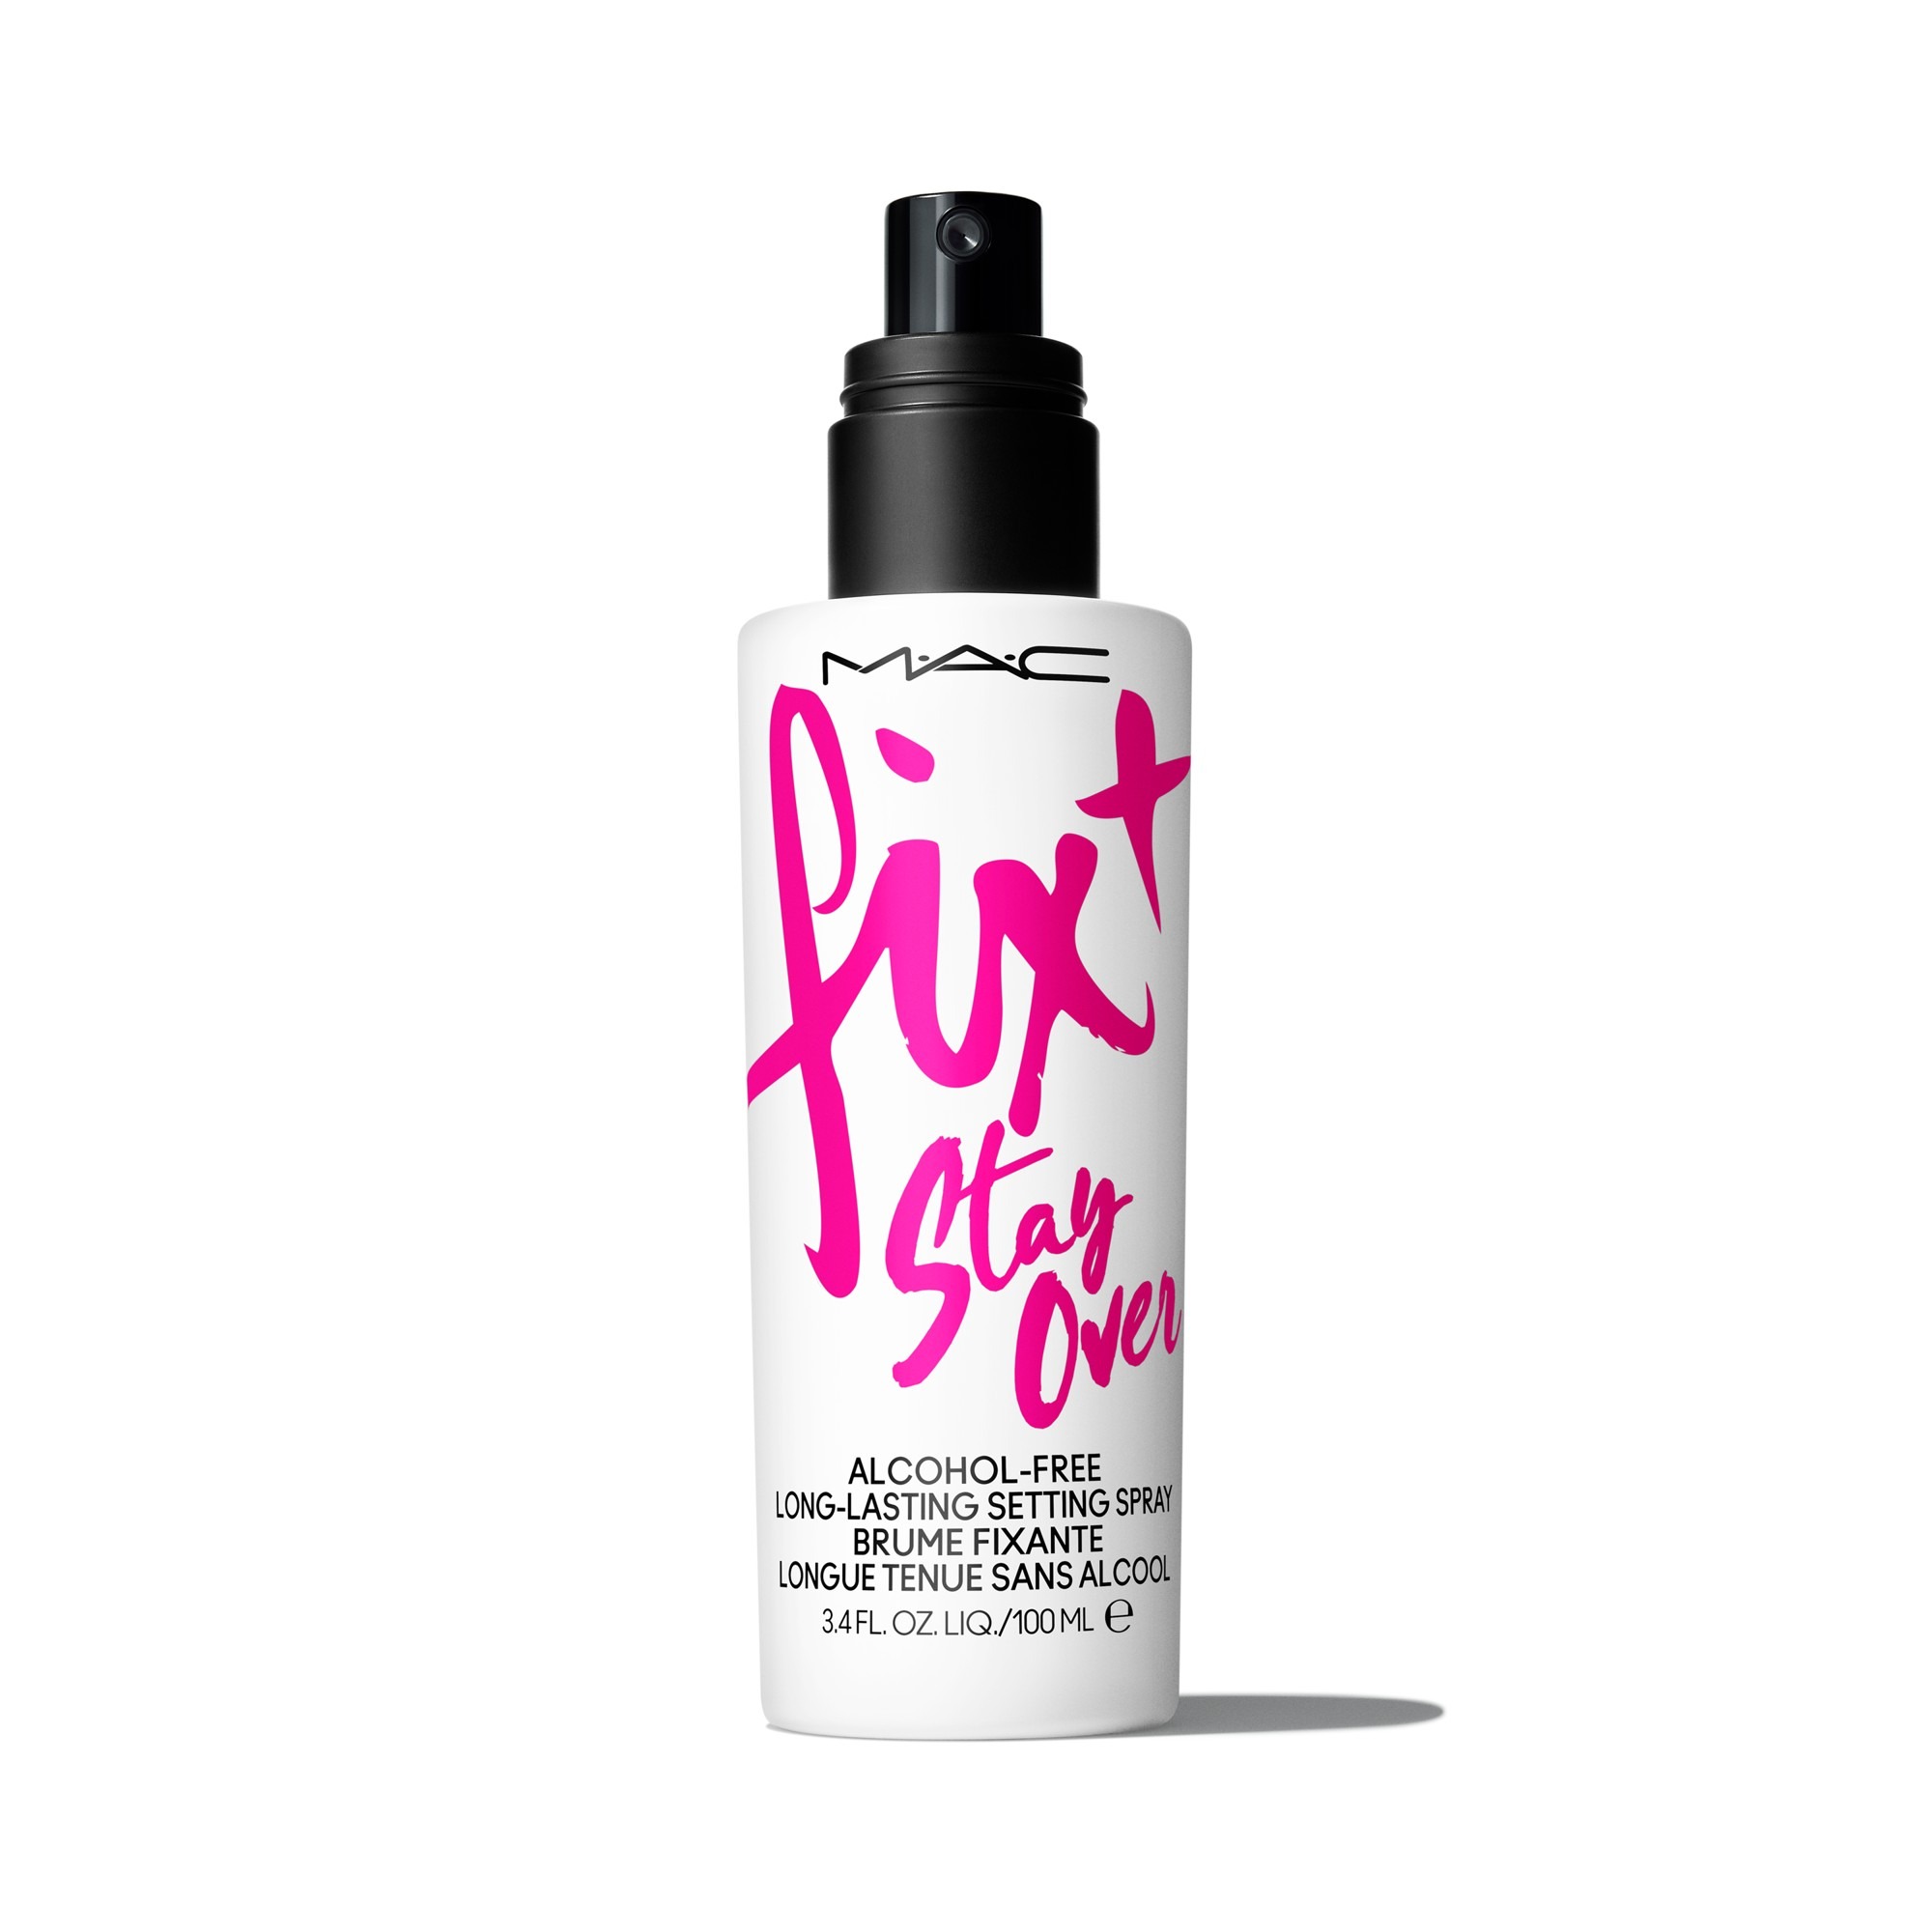 M·A·C
fix+
Stay
Over
ALCOHOL-FREE
LONG-LASTING SETTING SPRAY
BRUME FIXANTE
LONGUE TENUE SANS ALCOOL
3.4 FL. OZ. LIQ./100 ML ℮